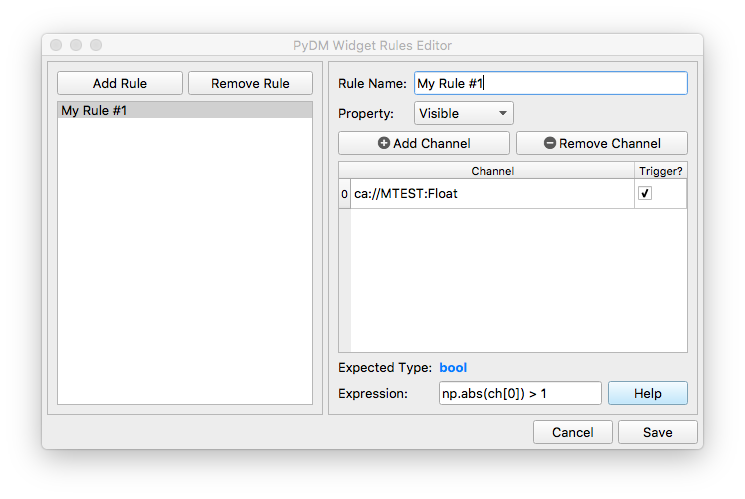 PyDM Widget Rules Editor
Add Rule Remove Rule
My Rule #1
Rule Name: My Rule #1
Property: Visible
Add Channel Remove Channel
Channel Trigger?
0 ca://MTEST:Float
Expected Type: bool
Expression: np.abs(ch[0]) > 1 Help
Cancel Save